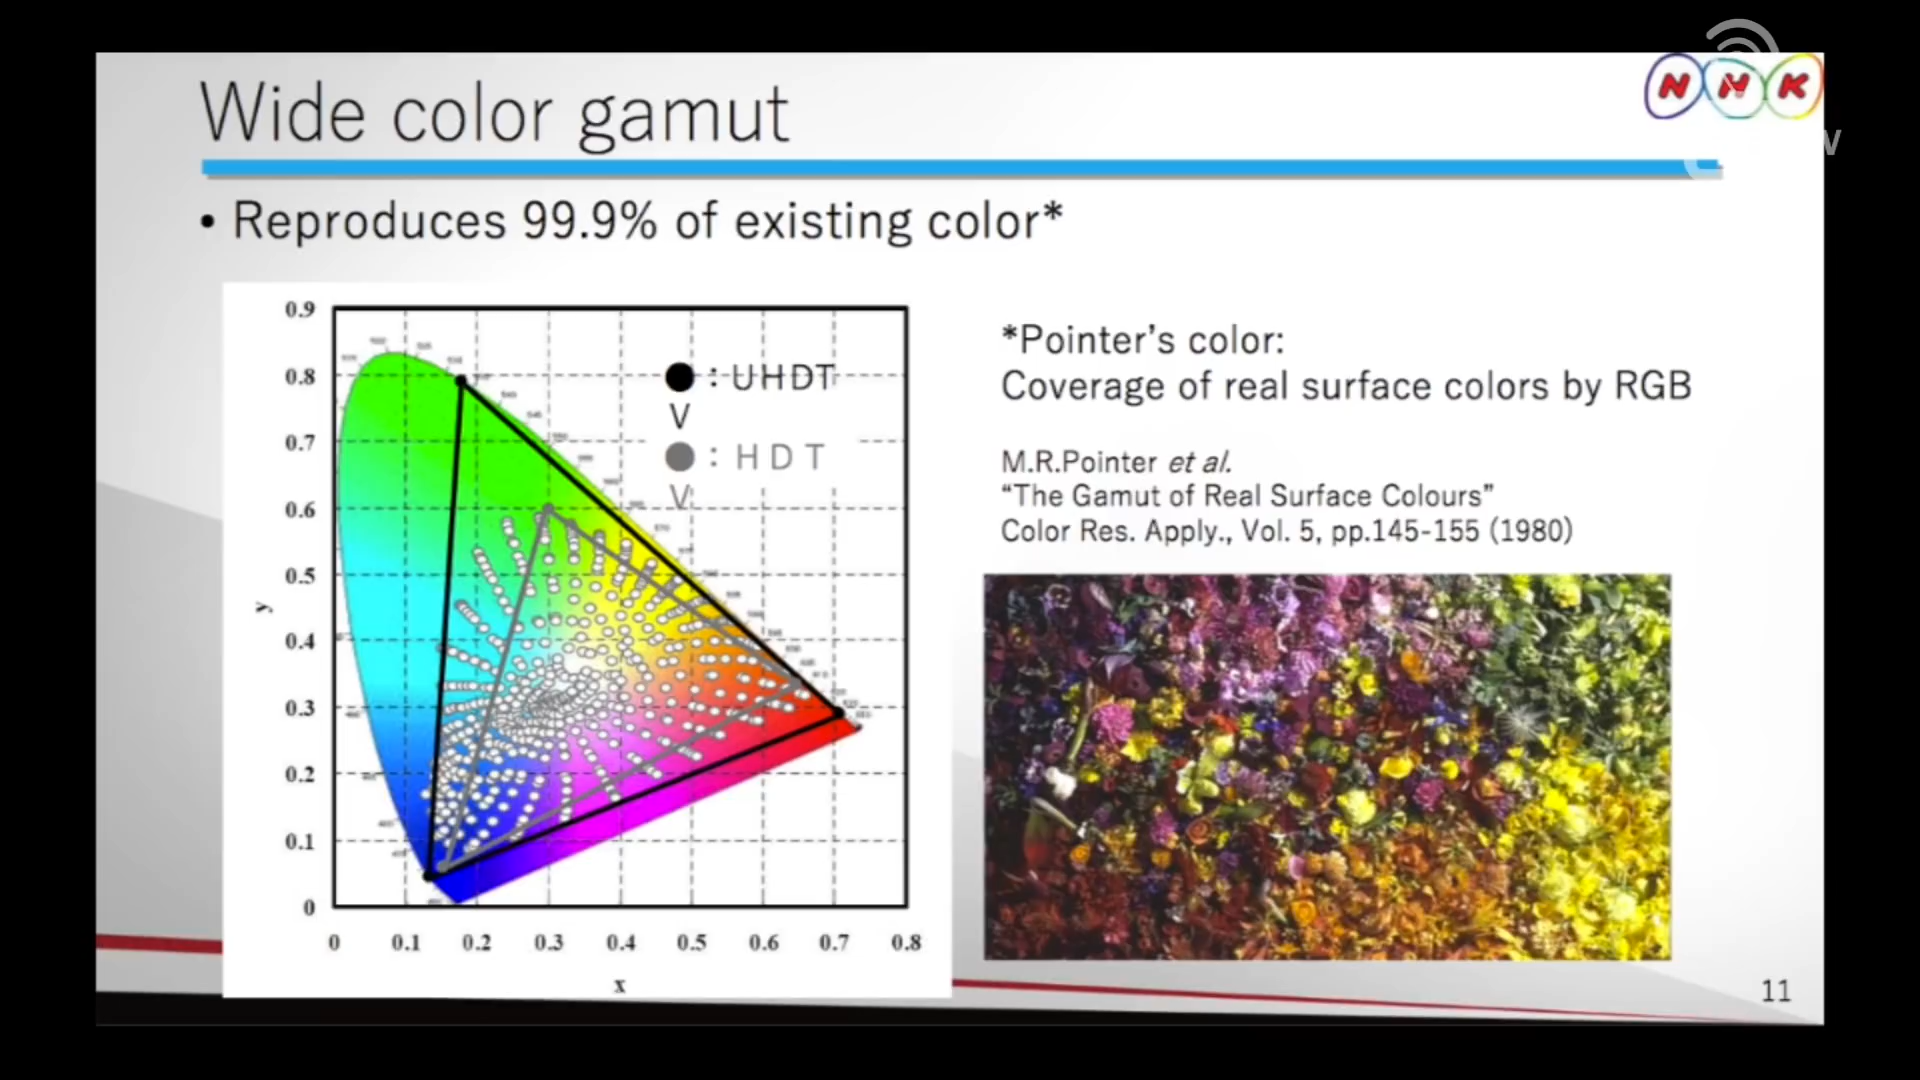 NHK
Wide color gamut
• Reproduces 99.9% of existing color*
0.9
0.8
0.7
0.6
0.5
0.4
0.3
0.2
0.1
0
y
0 0.1 0.2 0.3 0.4 0.5 0.6 0.7 0.8
x
: UHDT
V
: HDT
V
*Pointer's color:
Coverage of real surface colors by RGB
M.R.Pointer et al.
“The Gamut of Real Surface Colours”
Color Res. Apply., Vol. 5, pp.145-155 (1980)
11